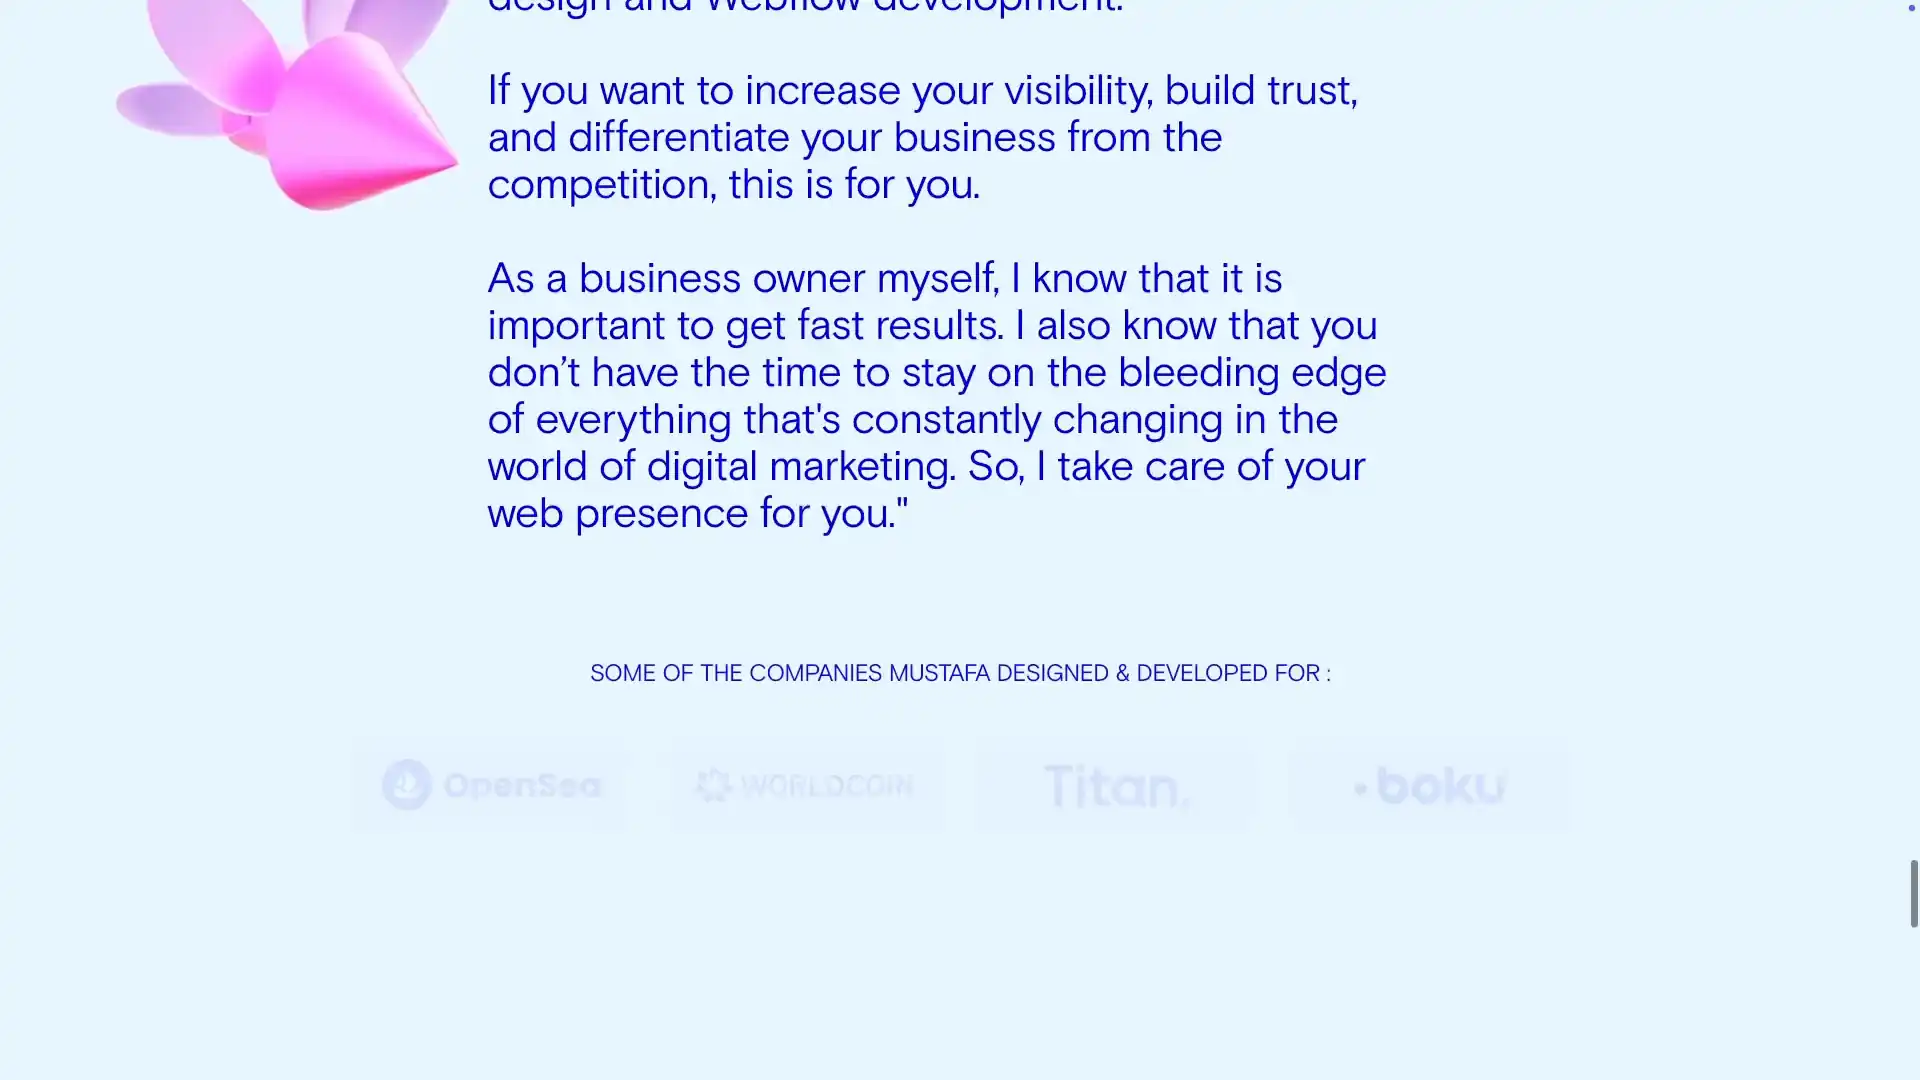 design and Webflow development.
If you want to increase your visibility, build trust,
and differentiate your business from the
competition, this is for you.
As a business owner myself, I know that it is
important to get fast results. I also know that you
don’t have the time to stay on the bleeding edge
of everything that's constantly changing in the
world of digital marketing. So, I take care of your
web presence for you."
SOME OF THE COMPANIES MUSTAFA DESIGNED & DEVELOPED FOR :
OpenSea
WORLDCOIN
Titan.
boku